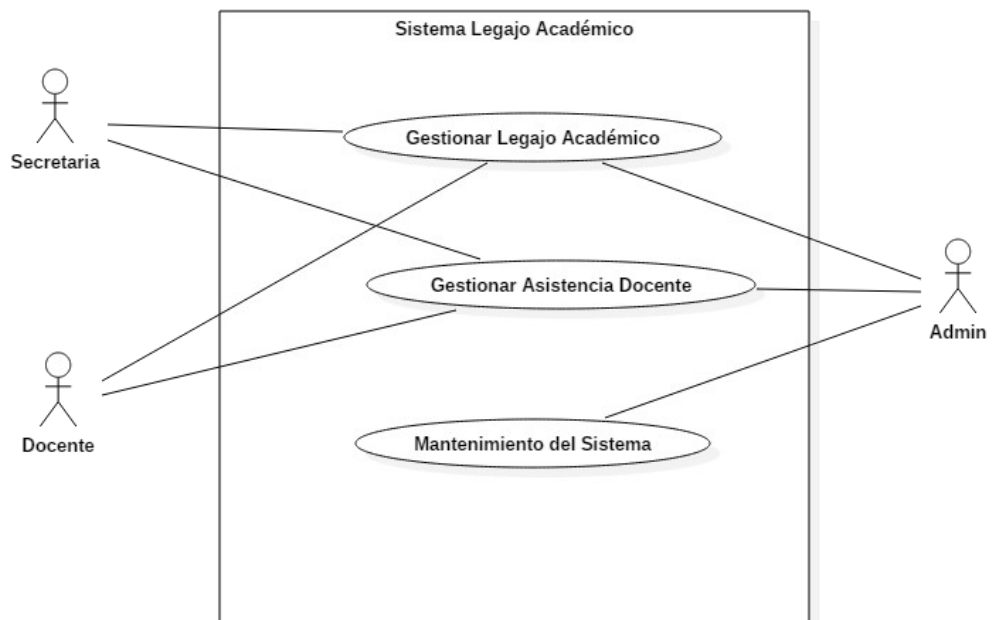 Sistema Legajo Académico
Gestionar Legajo Académico
Secretaria
Gestionar Asistencia Docente
Admin
Docente
Mantenimiento del Sistema